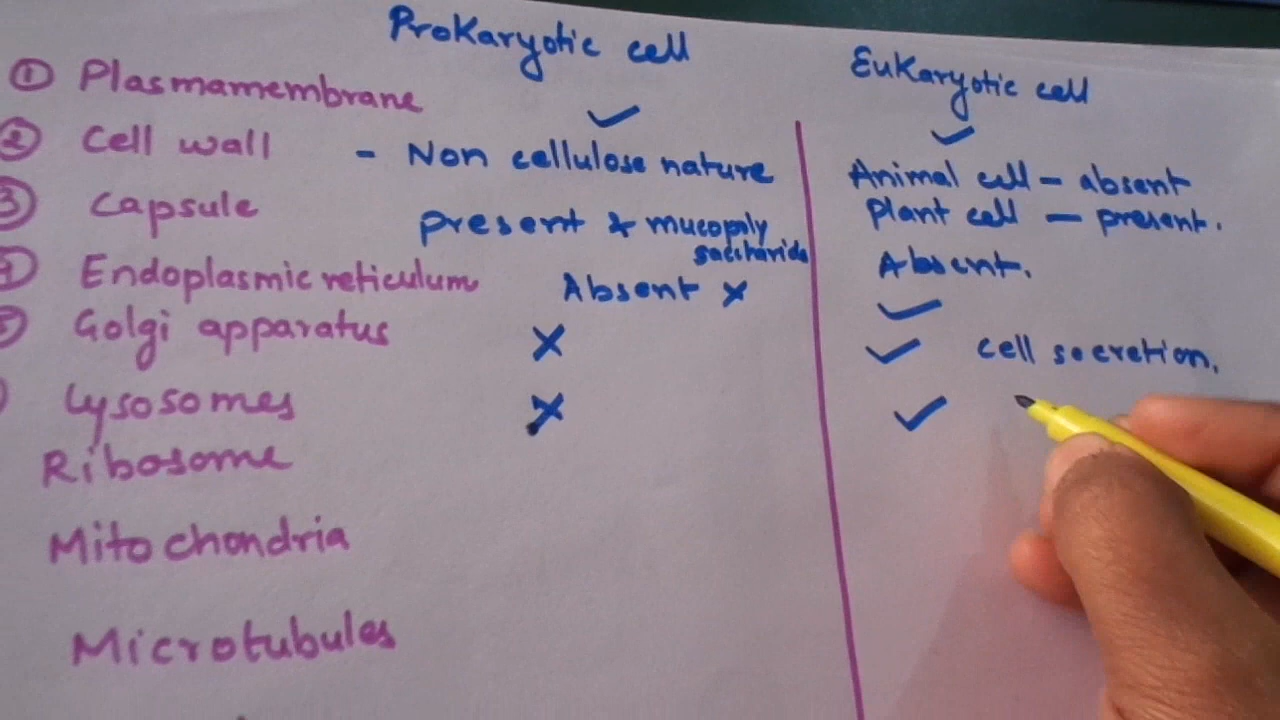 Prokaryotic cell
Eukaryotic cell
① Plasmamembrane ✓ ✓
② Cell wall - Non cellulose nature
Animal cell - absent
Plant cell - present.
③ Capsule present & mucopoly
saccharide
Absent.
④ Endoplasmic reticulum Absent × ✓
⑤ Golgi apparatus × ✓ cell secretion.
Lysosomes × ✓
Ribosome
Mitochondria
Microtubules